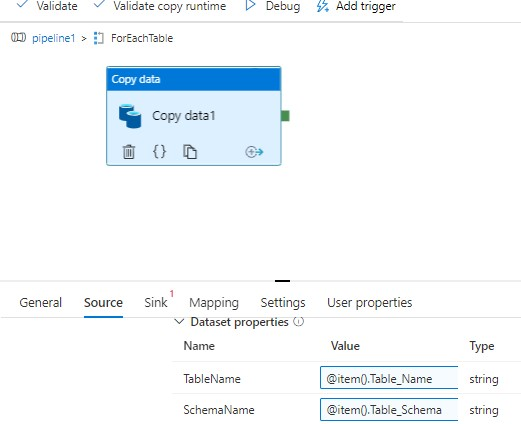 Validate Validate copy runtime Debug Add trigger
pipeline1 > ForEachTable
Copy data
Copy data1
{}
General Source Sink 1 Mapping Settings User properties
Dataset properties
Name Value Type
TableName @item().Table_Name string
SchemaName @item().Table_Schema string